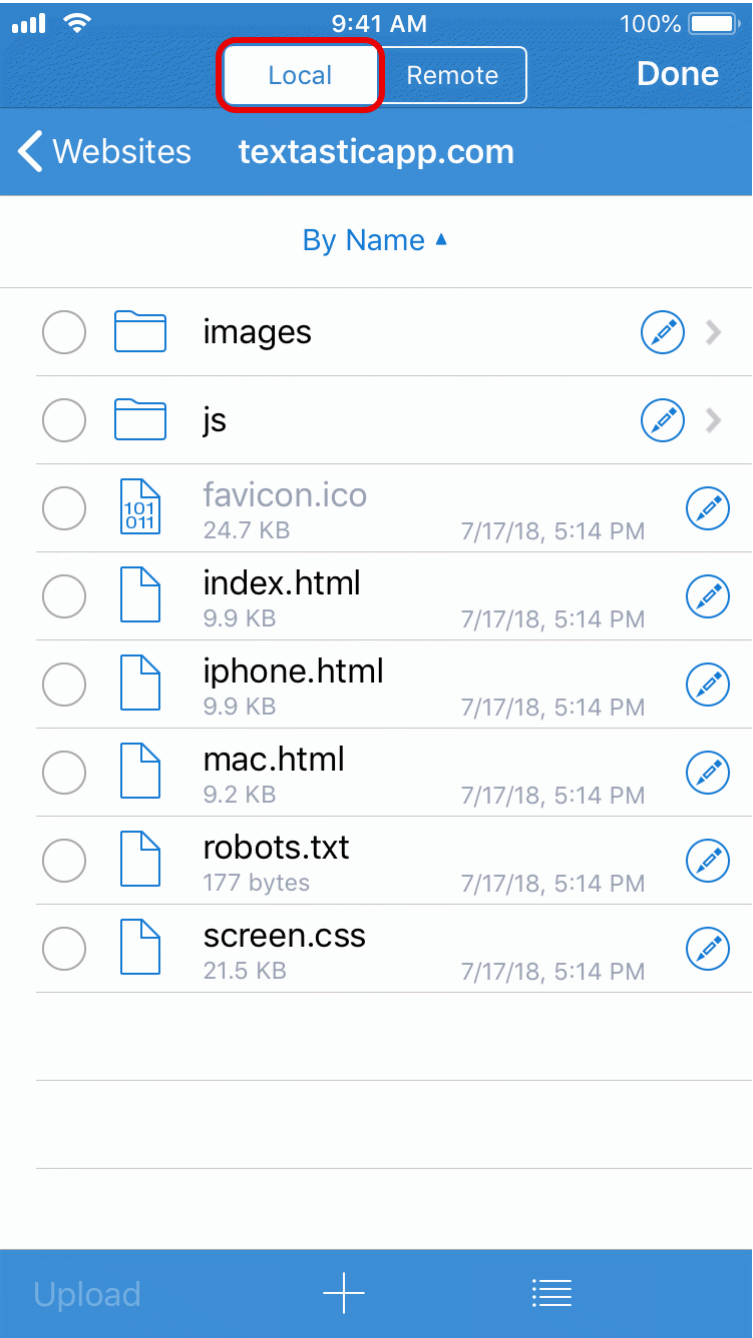 9:41 AM 100%
Local Remote Done
Websites textasticapp.com
By Name
images
js
101
011
favicon.ico
24.7 KB 7/17/18, 5:14 PM
index.html
9.9 KB 7/17/18, 5:14 PM
iphone.html
9.9 KB 7/17/18, 5:14 PM
mac.html
9.2 KB 7/17/18, 5:14 PM
robots.txt
177 bytes 7/17/18, 5:14 PM
screen.css
21.5 KB 7/17/18, 5:14 PM
Upload